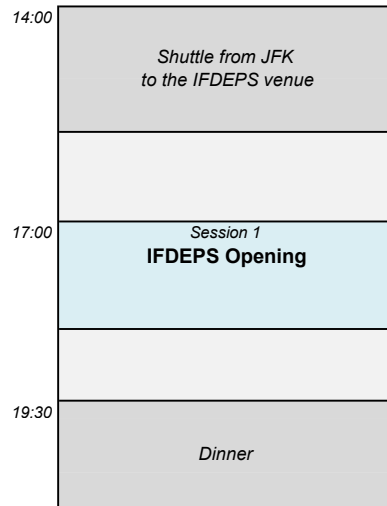 14:00
Shuttle from JFK
to the IFDEPS venue
17:00
Session 1
IFDEPS Opening
19:30
Dinner